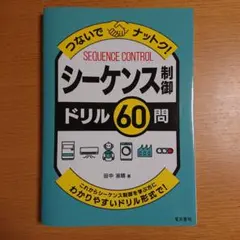 つないで
ナットク!
SEQUENCE CONTROL
シーケンス制御
ドリル60問
田中
著
これからシーケンス制御を学ぶ方に
わかりやすいドリル形式で!